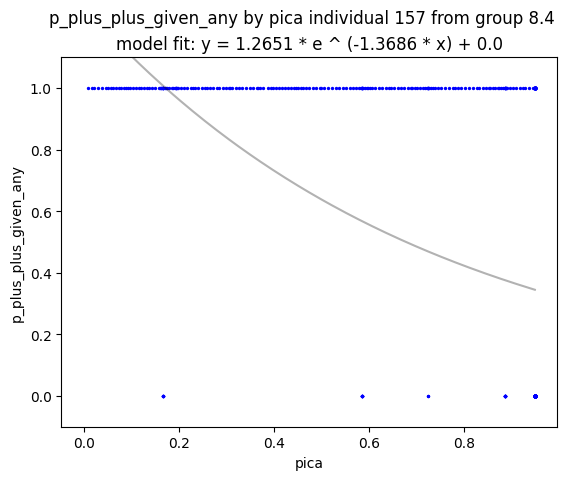 p_plus_plus_given_any by pica individual 157 from group 8.4
model fit: y = 1.2651 * e ^ (-1.3686 * x) + 0.0
1.0
0.8
0.6
0.4
0.2
0.0
p_plus_plus_given_any
0.0 0.2 0.4 0.6 0.8
pica